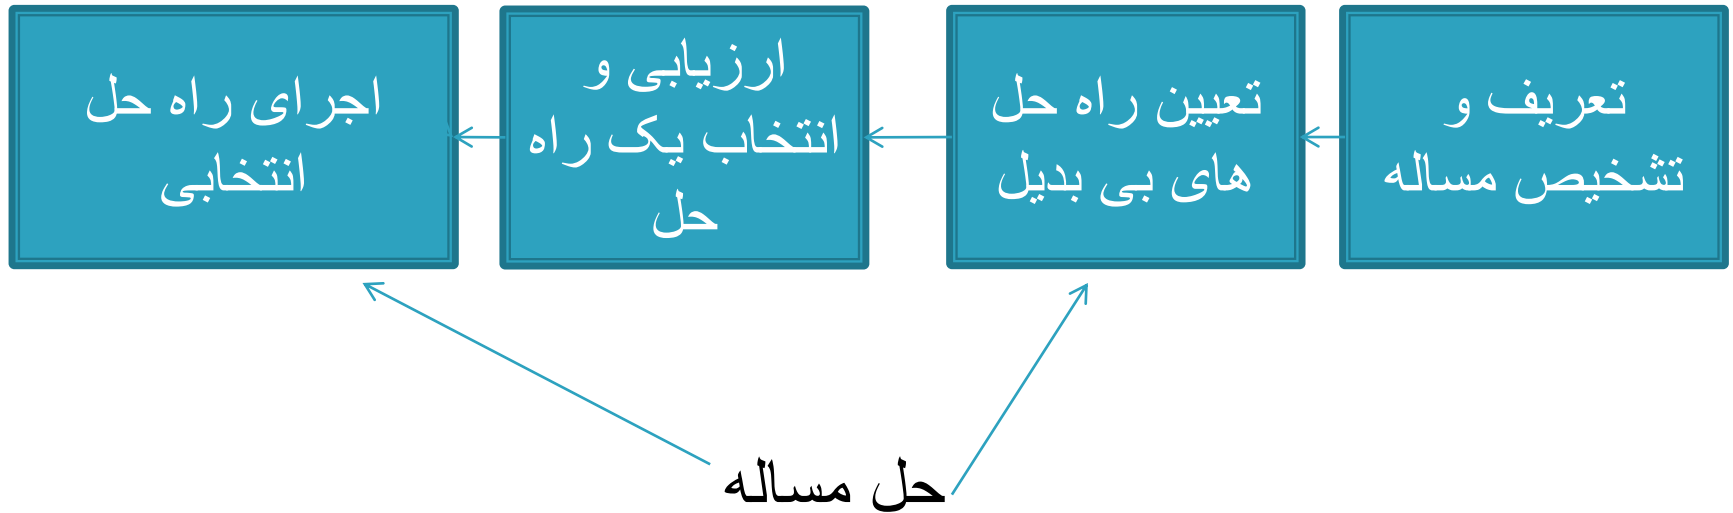 تعریف و
تشخیص مساله
تعیین راه حل
های بی بدیل
ارزیابی و
انتخاب یک راه
حل
اجرای راه حل
انتخابی
حل مساله